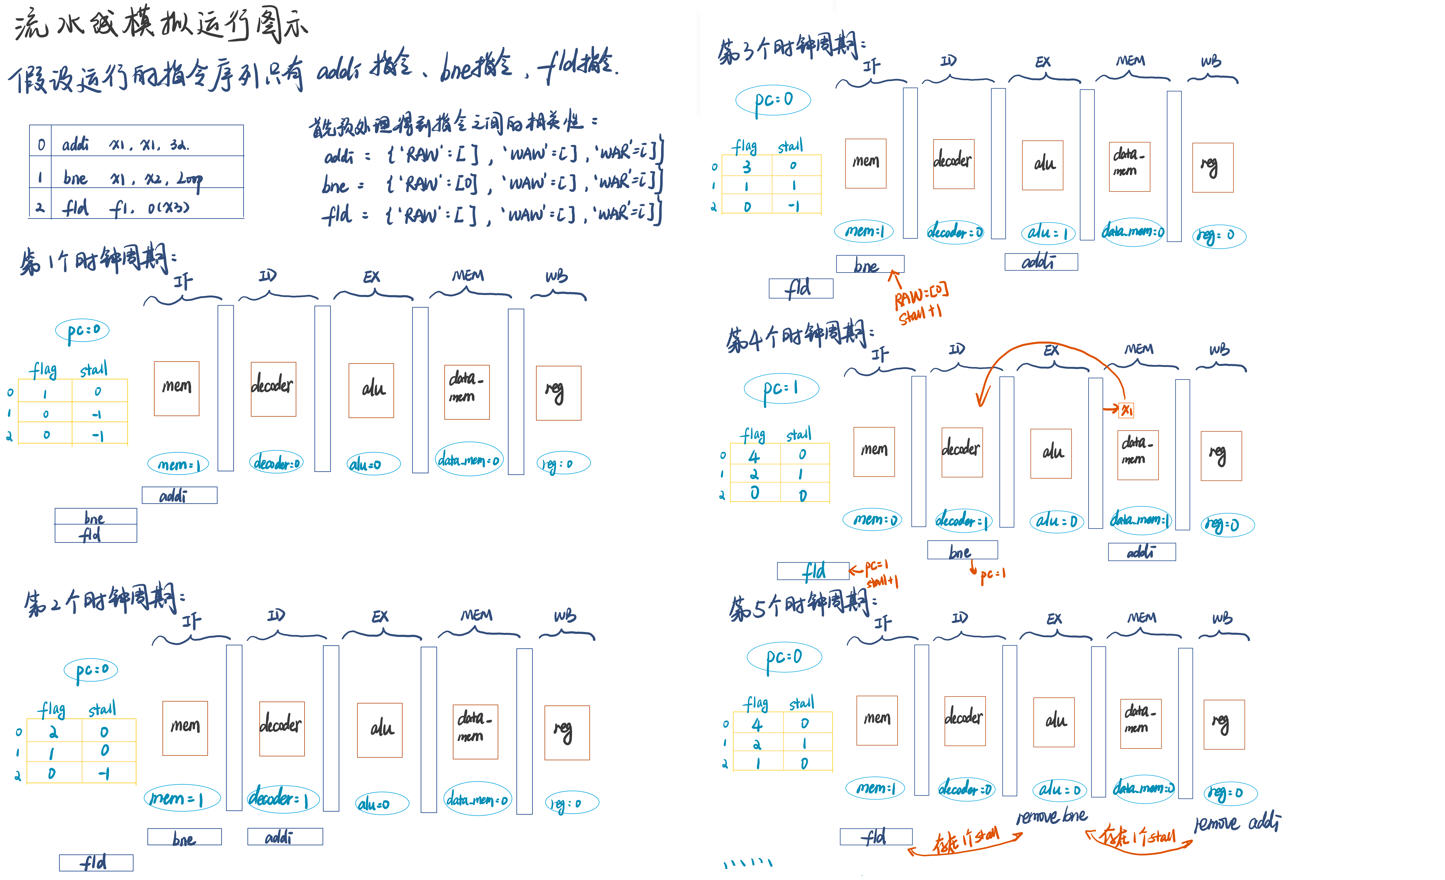 流水线模拟运行图示
假设运行的指令序列只有 addi 指令、bne指令, fld指令.
0 addi x1, x1, 32.
1 bne x1, x2, Loop
2 fld f1, 0(x3)
首先预处理得到指令之间的相关性:
addi = {'RAW'=[], 'WAW'=[], 'WAR'=[]}
bne = {'RAW'=[0], 'WAW'=[], 'WAR'=[]}
fld = {'RAW'=[], 'WAW'=[], 'WAR'=[]}
第1个时钟周期:
IF ID EX MEM WB
pc=0
flag stall
0 1 0
1 0 -1
2 0 -1
mem decoder alu data_mem reg
mem=1 decoder=0 alu=0 data_mem=0 reg=0
addi
bne
fld
第2个时钟周期:
IF ID EX MEM WB
pc=0
flag stall
0 2 0
1 1 0
2 0 -1
mem decoder alu data_mem reg
mem=1 decoder=1 alu=0 data_mem=0 reg=0
bne addi
fld
第3个时钟周期:
IF ID EX MEM WB
pc=0
flag stall
0 3 0
1 1 1
2 0 -1
mem decoder alu data_mem reg
mem=1 decoder=0 alu=1 data_mem=0 reg=0
bne addi
fld
RAW=[0]
stall+1
第4个时钟周期:
IF ID EX MEM WB
pc=1
x1
flag stall
0 4 0
1 2 1
2 0 0
mem decoder alu data_mem reg
mem=0 decoder=1 alu=0 data_mem=1 reg=0
bne addi
fld pc=1 pc=1
stall+1
第5个时钟周期:
IF ID EX MEM WB
pc=0
flag stall
0 4 0
1 2 1
2 1 0
mem decoder alu data_mem reg
mem=1 decoder=0 alu=0 data_mem=0 reg=0
remove bne remove addi
fld 存在1个stall 存在1个stall